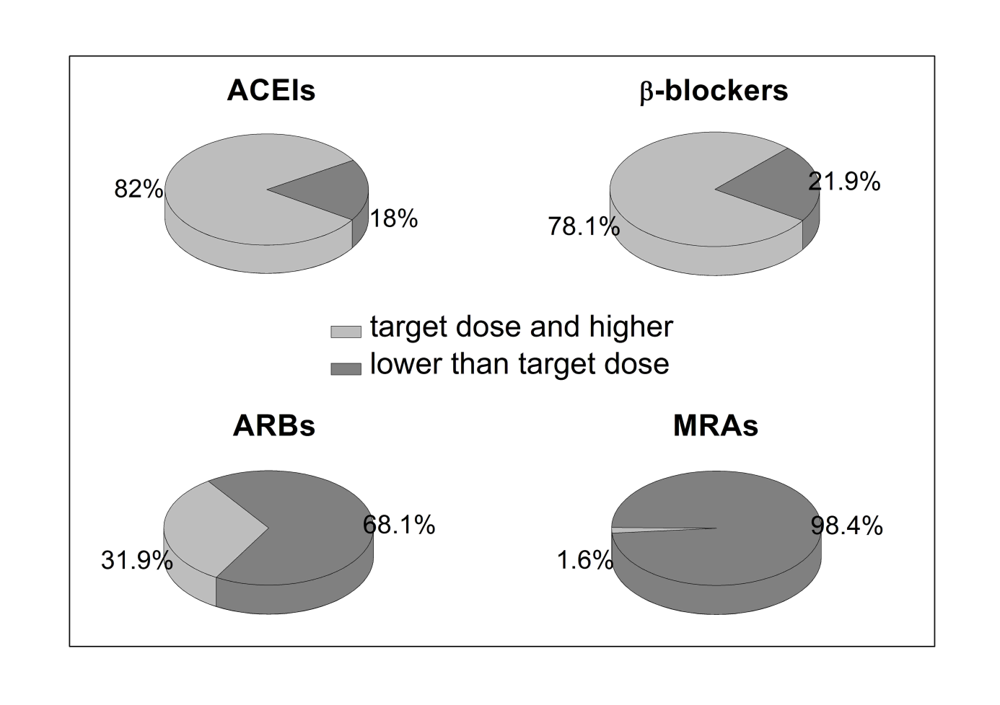 ACEIs
β-blockers
82%
18%
21.9%
78.1%
target dose and higher
lower than target dose
ARBs
MRAs
68.1%
31.9%
98.4%
1.6%